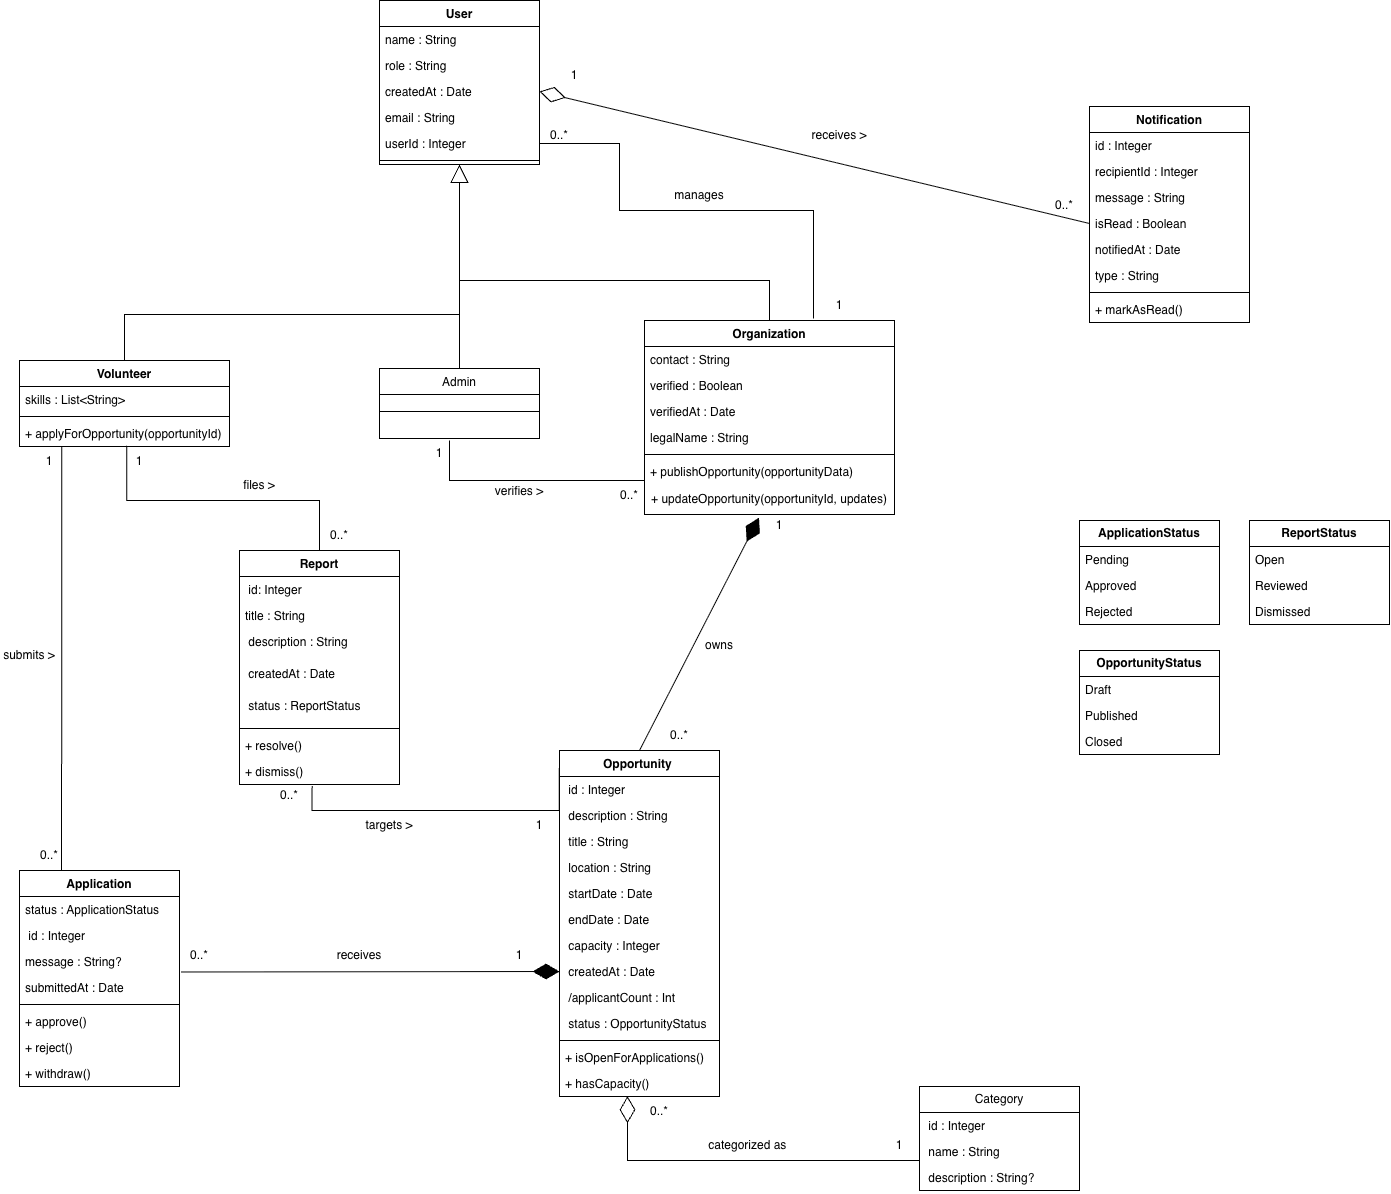 User
name : String
role : String
createdAt : Date
email : String
userId : Integer
1
0..*
receives >
manages
0..*
1
Notification
id : Integer
recipientId : Integer
message : String
isRead : Boolean
notifiedAt : Date
type : String
+ markAsRead()
Volunteer
skills : List<String>
+ applyForOpportunity(opportunityId)
Admin
Organization
contact : String
verified : Boolean
verifiedAt : Date
legalName : String
+ publishOpportunity(opportunityData)
+ updateOpportunity(opportunityId, updates)
1
1
1
files >
verifies >
0..*
0..*
1
Report
id: Integer
title : String
description : String
createdAt : Date
status : ReportStatus
+ resolve()
+ dismiss()
ApplicationStatus
Pending
Approved
Rejected
ReportStatus
Open
Reviewed
Dismissed
OpportunityStatus
Draft
Published
Closed
submits >
owns
0..*
0..*
targets >
1
0..*
Opportunity
id : Integer
description : String
title : String
location : String
startDate : Date
endDate : Date
capacity : Integer
createdAt : Date
/applicantCount : Int
status : OpportunityStatus
+ isOpenForApplications()
+ hasCapacity()
Application
status : ApplicationStatus
id : Integer
message : String?
submittedAt : Date
+ approve()
+ reject()
+ withdraw()
0..*
receives
1
0..*
categorized as
1
Category
id : Integer
name : String
description : String?